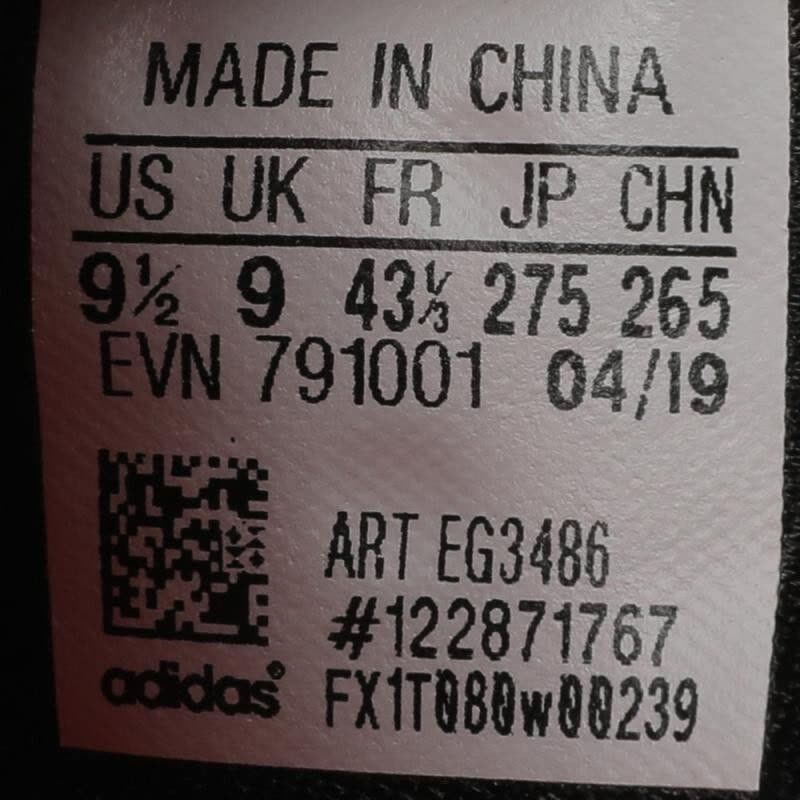 MADE IN CHINA
US UK FR JP CHN
9½ 9 43⅓ 275 265
EVN 791001 04/19
ART EG3486
#122871767
adidas® FX1T080w00239